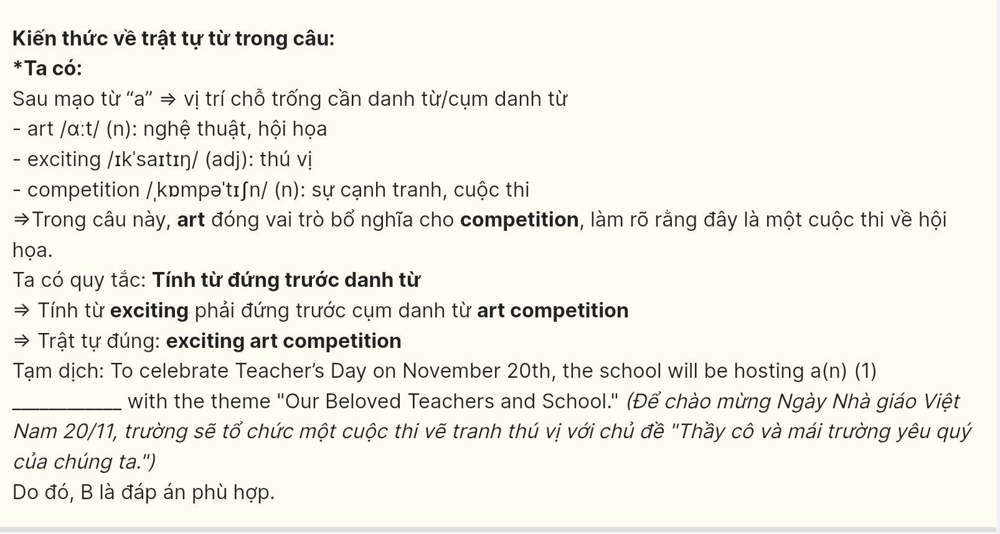 Kiến thức về trật tự từ trong câu:
*Ta có:
Sau mạo từ “a” ⇒ vị trí chỗ trống cần danh từ/cụm danh từ
- art /ɑːt/ (n): nghệ thuật, hội họa
- exciting /ɪkˈsaɪtɪŋ/ (adj): thú vị
- competition /ˌkɒmpəˈtɪʃn/ (n): sự cạnh tranh, cuộc thi
⇒Trong câu này, art đóng vai trò bổ nghĩa cho competition, làm rõ rằng đây là một cuộc thi về hội
họa.
Ta có quy tắc: Tính từ đứng trước danh từ
⇒ Tính từ exciting phải đứng trước cụm danh từ art competition
⇒ Trật tự đúng: exciting art competition
Tạm dịch: To celebrate Teacher’s Day on November 20th, the school will be hosting a(n) (1)
____________ with the theme "Our Beloved Teachers and School." (Để chào mừng Ngày Nhà giáo Việt
Nam 20/11, trường sẽ tổ chức một cuộc thi vẽ tranh thú vị với chủ đề "Thầy cô và mái trường yêu quý
của chúng ta.")
Do đó, B là đáp án phù hợp.